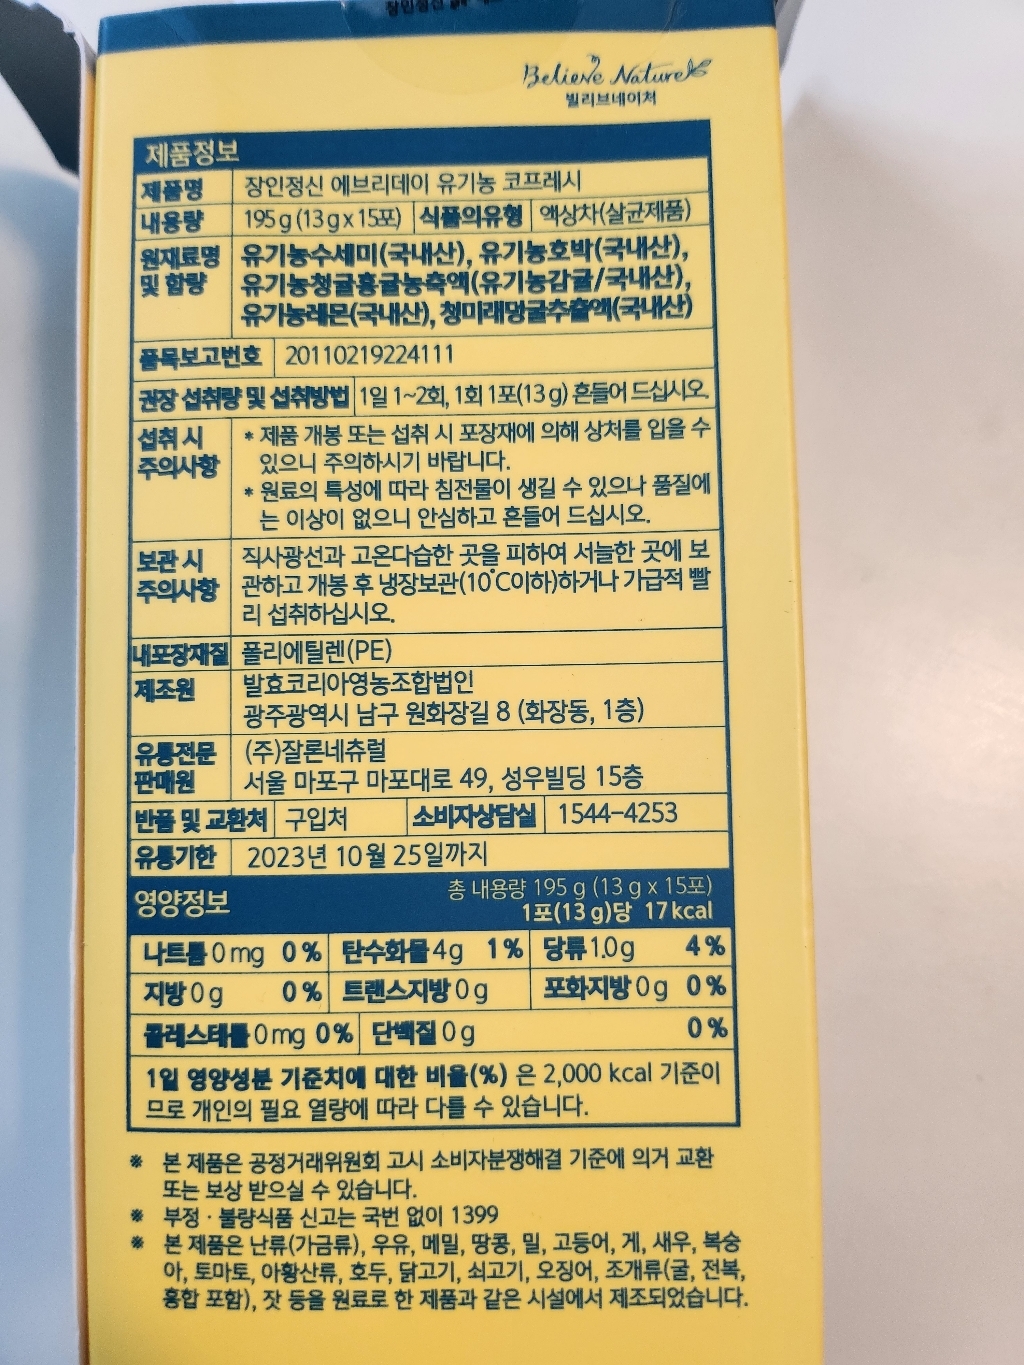 장인정신
Believe Nature
빌리브네이처
제품정보
제품명 장인정신 에브리데이 유기농 코프레시
내용량 195 g (13 g x 15포) 식품의유형 액상차(살균제품)
원재료명 유기농수세미(국내산), 유기농호박(국내산),
및 함량 유기농청귤흥귤농축액(유기농감귤/국내산),
유기농레몬(국내산), 청미래덩굴추출액(국내산)
품목보고번호 20110219224111
권장 섭취량 및 섭취방법 1일 1~2회, 1회 1포(13 g) 흔들어 드십시오.
섭취 시 * 제품 개봉 또는 섭취 시 포장재에 의해 상처를 입을 수
주의사항 있으니 주의하시기 바랍니다.
* 원료의 특성에 따라 침전물이 생길 수 있으나 품질에
는 이상이 없으니 안심하고 흔들어 드십시오.
보관 시 직사광선과 고온다습한 곳을 피하여 서늘한 곳에 보
주의사항 관하고 개봉 후 냉장보관(10℃이하)하거나 가급적 빨
리 섭취하십시오.
내포장재질 폴리에틸렌(PE)
제조원 발효코리아영농조합법인
광주광역시 남구 원화장길 8 (화장동, 1층)
유통전문 (주)잘론네츄럴
판매원 서울 마포구 마포대로 49, 성우빌딩 15층
반품 및 교환처 구입처 소비자상담실 1544-4253
유통기한 2023년 10월 25일까지
영양정보 총 내용량 195 g (13 g x 15포)
1포(13 g)당 17 kcal
나트륨 0 mg 0 % 탄수화물 4 g 1 % 당류 1.0 g 4 %
지방 0 g 0 % 트랜스지방 0 g 포화지방 0 g 0 %
콜레스테롤 0 mg 0 % 단백질 0 g 0 %
1일 영양성분 기준치에 대한 비율(%) 은 2,000 kcal 기준이
므로 개인의 필요 열량에 따라 다를 수 있습니다.
※ 본 제품은 공정거래위원회 고시 소비자분쟁해결 기준에 의거 교환
또는 보상 받으실 수 있습니다.
※ 부정 · 불량식품 신고는 국번 없이 1399
※ 본 제품은 난류(가금류), 우유, 메밀, 땅콩, 밀, 고등어, 게, 새우, 복숭
아, 토마토, 아황산류, 호두, 닭고기, 쇠고기, 오징어, 조개류(굴, 전복,
홍합 포함), 잣 등을 원료로 한 제품과 같은 시설에서 제조되었습니다.